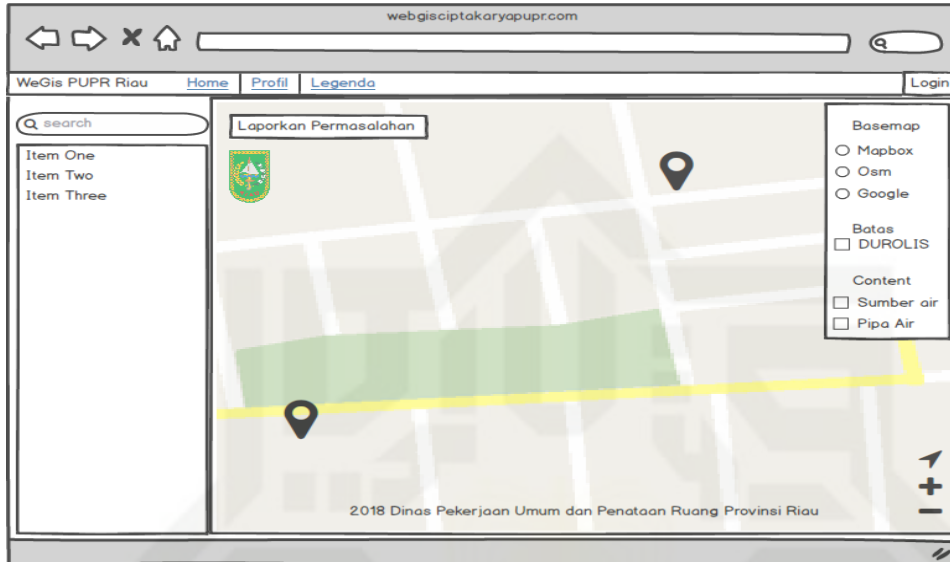 webgisciptakaryapupr.com
WeGis PUPR Riau Home Profil Legenda Login
search
Item One
Item Two
Item Three
Laporkan Permasalahan
Basemap
Mapbox
Osm
Google
Batas
DUROLIS
Content
Sumber air
Pipa Air
2018 Dinas Pekerjaan Umum dan Penataan Ruang Provinsi Riau